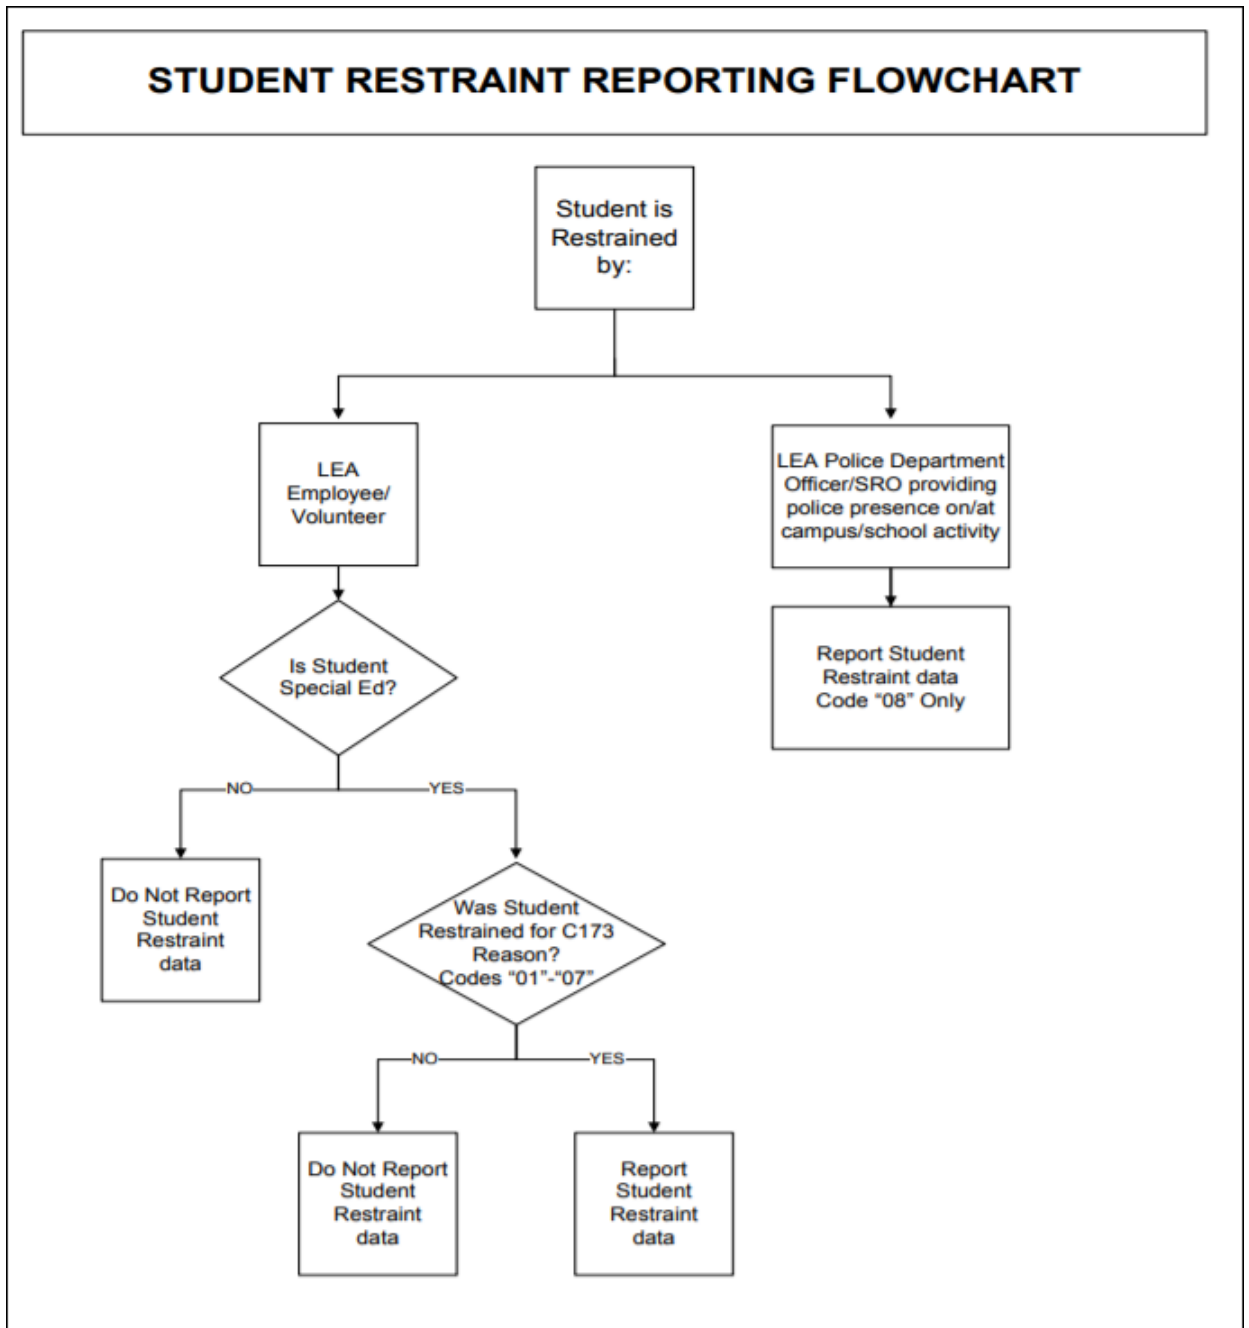 STUDENT RESTRAINT REPORTING FLOWCHART
Student is
Restrained
by:
LEA
Employee/
Volunteer
LEA Police Department
Officer/SRO providing
police presence on/at
campus/school activity
Is Student
Special Ed?
Report Student
Restraint data
Code “08” Only
NO
YES
Do Not Report
Student
Restraint
data
Was Student
Restrained for C173
Reason?
Codes “01”-“07”
NO
YES
Do Not Report
Student
Restraint
data
Report
Student
Restraint
data